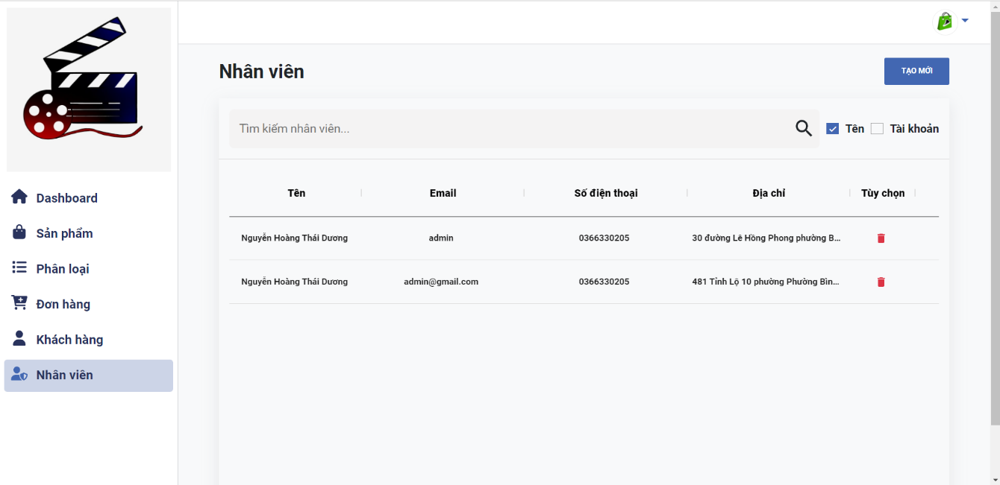 Nhân viên
TẠO MỚI
Tìm kiếm nhân viên...
Tên
Tài khoản
Dashboard
Sản phẩm
Phân loại
Đơn hàng
Khách hàng
Nhân viên
Tên Email Số điện thoại Địa chỉ Tùy chọn
Nguyễn Hoàng Thái Dương admin 0366330205 30 đường Lê Hồng Phong phường B...
Nguyễn Hoàng Thái Dương admin@gmail.com 0366330205 481 Tỉnh Lộ 10 phường Phường Bìn...